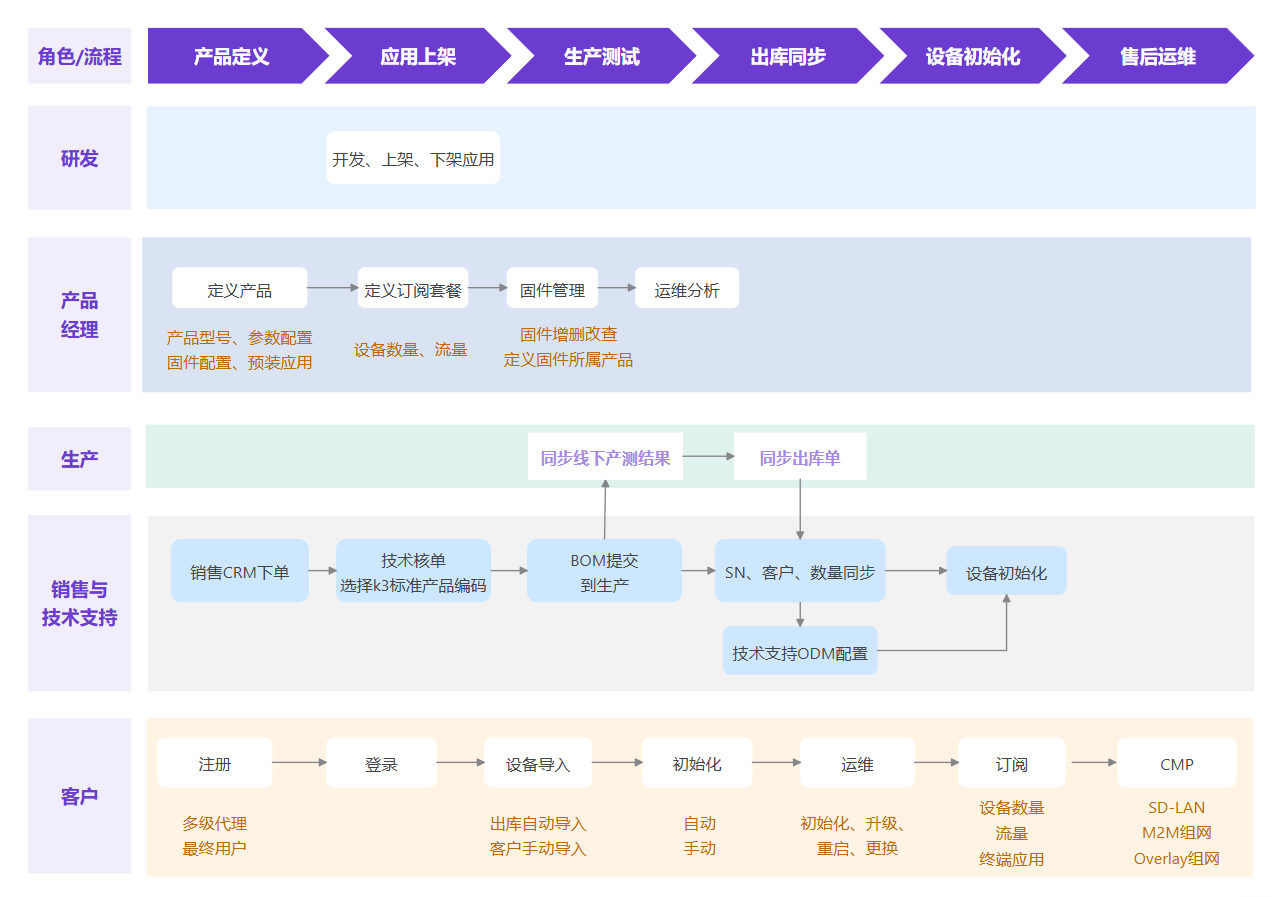 角色/流程
产品定义
应用上架
生产测试
出库同步
设备初始化
售后运维
研发
开发、上架、下架应用
产品
经理
定义产品
定义订阅套餐
固件管理
运维分析
产品型号、参数配置
固件配置、预装应用
设备数量、流量
固件增删改查
定义固件所属产品
生产
同步线下产测结果
同步出库单
销售与
技术支持
销售CRM下单
技术核单
选择k3标准产品编码
BOM提交
到生产
SN、客户、数量同步
设备初始化
技术支持ODM配置
客户
注册
登录
设备导入
初始化
运维
订阅
CMP
多级代理
最终用户
出库自动导入
客户手动导入
自动
手动
初始化、升级、
重启、更换
设备数量
流量
终端应用
SD-LAN
M2M组网
Overlay组网